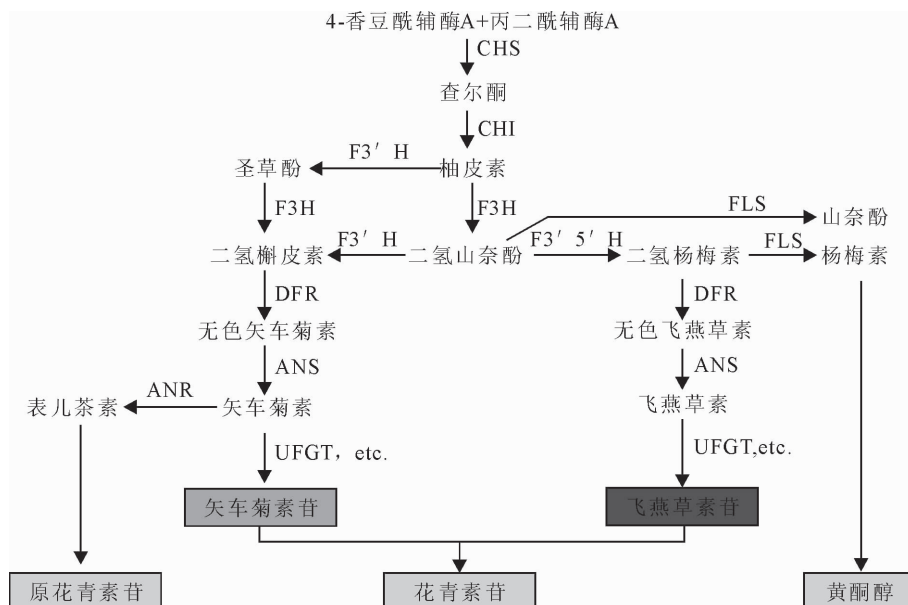 4-香豆酰辅酶A+丙二酰辅酶A
CHS
查尔酮
CHI
圣草酚
F3′ H
柚皮素
F3H
F3H
FLS
山奈酚
二氢槲皮素
F3′ H
二氢山奈酚
F3′ 5′ H
二氢杨梅素
FLS
杨梅素
DFR
DFR
无色矢车菊素
无色飞燕草素
ANS
ANS
表儿茶素
ANR
矢车菊素
飞燕草素
UFGT，etc.
UFGT,etc.
矢车菊素苷
飞燕草素苷
原花青素苷
花青素苷
黄酮醇